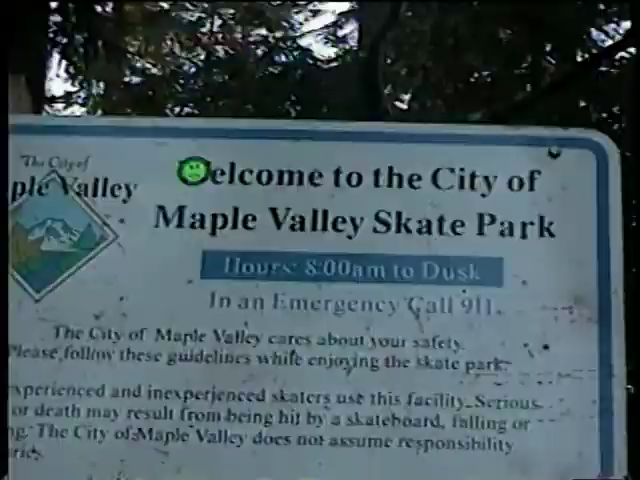 The City of
ple Valley
elcome to the City of
Maple Valley Skate Park
Hours: 8:00am to Dusk
In an Emergency Call 911.
The City of Maple Valley cares about your safety.
Please follow these guidelines while enjoying the skate park:
xperienced and inexperienced skaters use this facility. Serious
or death may result from being hit by a skateboard, falling or
ng. The City of Maple Valley does not assume responsibility
ries.